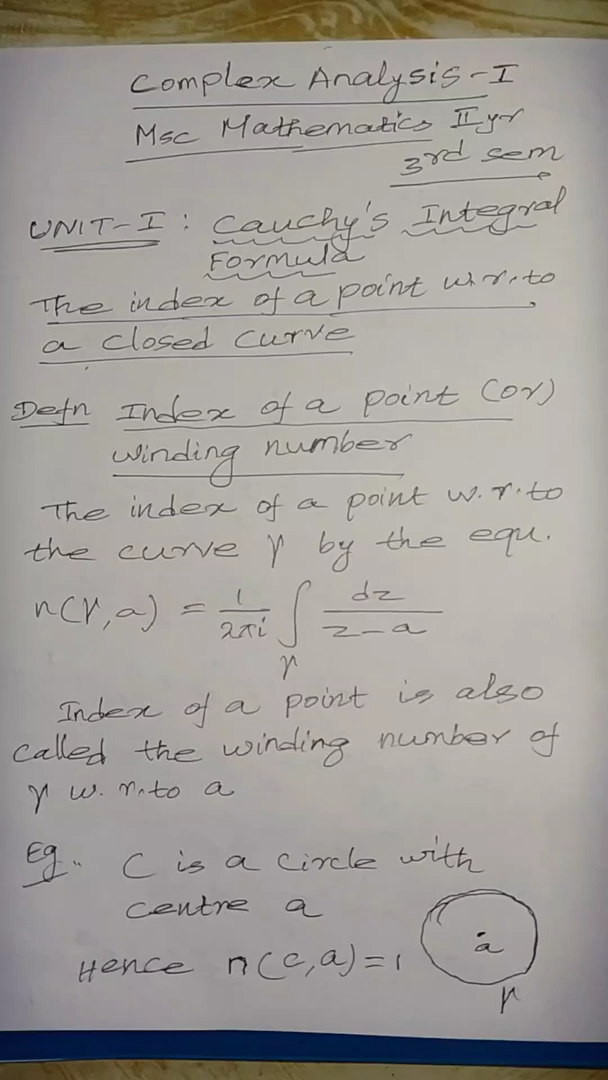 Complex Analysis-I
Msc Mathematics II yr
3rd sem
UNIT-I : Cauchy's Integral
Formula
The index of a point w.r.to
a closed curve
Defn Index of a point (or)
winding number
The index of a point w.r.to
the curve γ by the equ.
n(γ,a) = 1/2πi ∫γ dz/z-a
Index of a point is also
called the winding number of
γ w.r.to a
Eg.. C is a circle with
centre a
a
Hence n(c,a)=1
γ